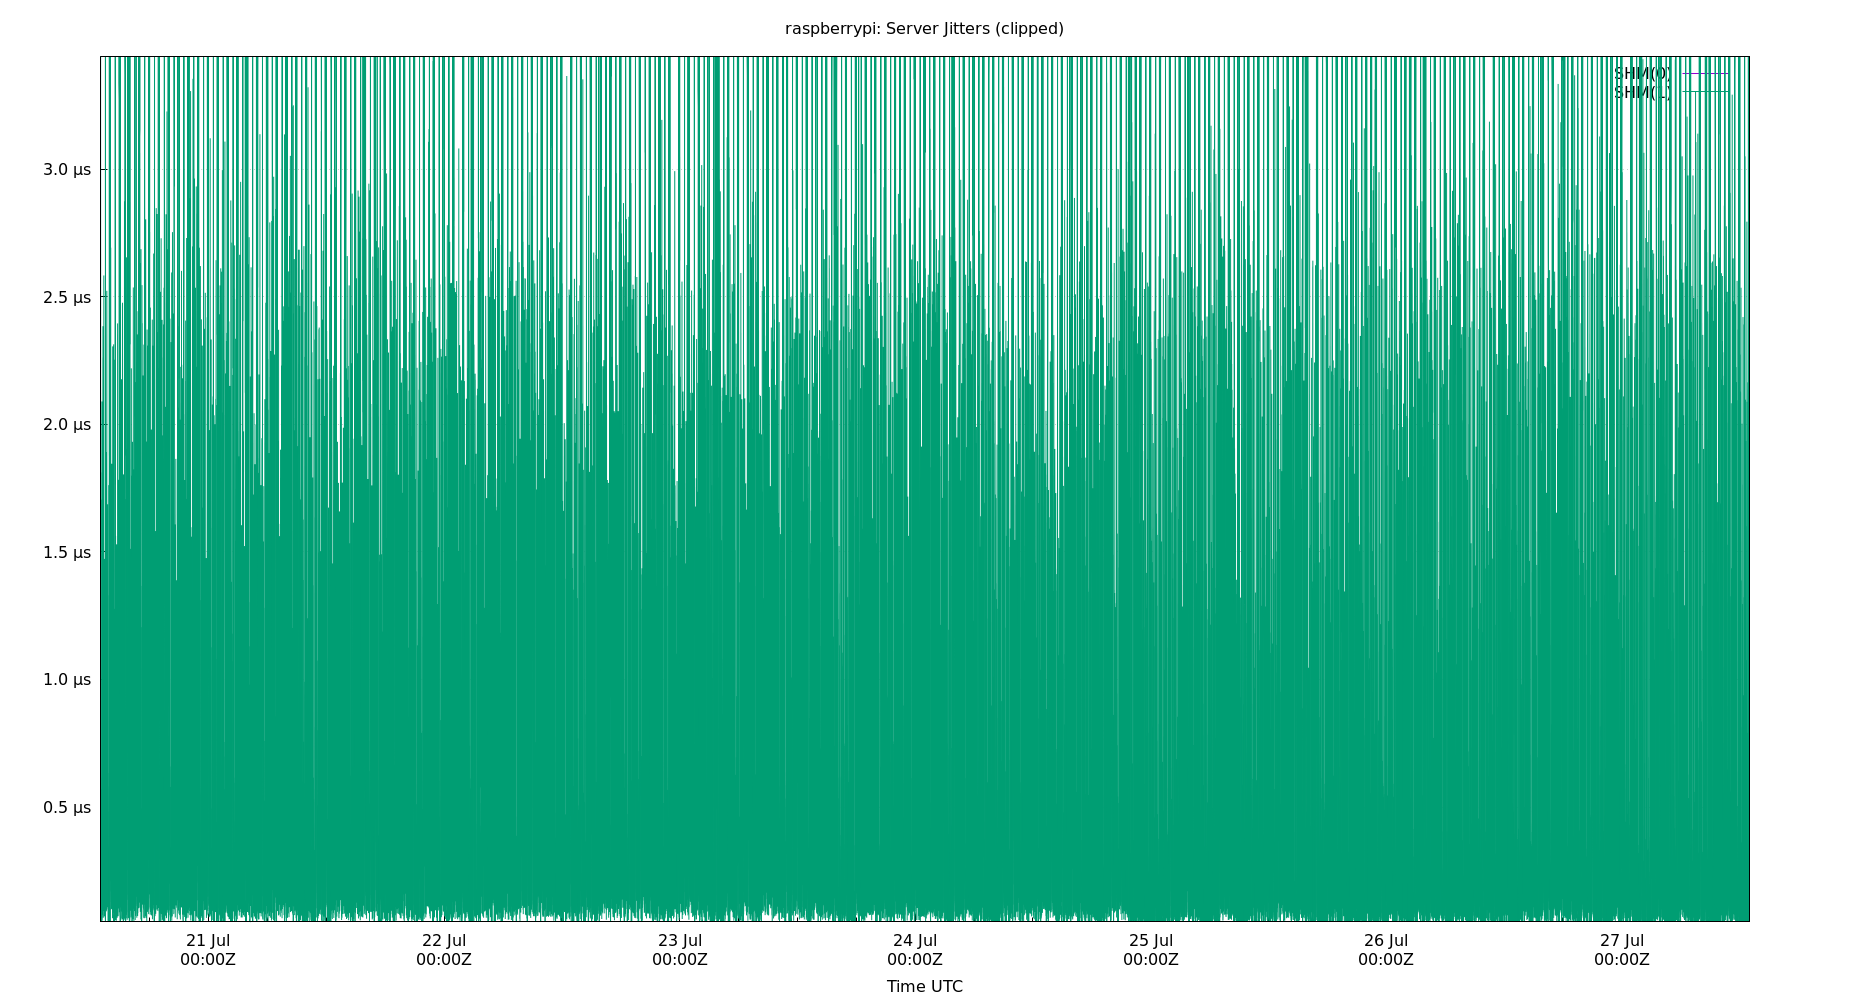 raspberrypi: Server Jitters (clipped)
SHM(0)
SHM(1)
3.0 µs
2.5 µs
2.0 µs
1.5 µs
1.0 µs
0.5 µs
21 Jul 22 Jul 23 Jul 24 Jul 25 Jul 26 Jul 27 Jul
00:00Z 00:00Z 00:00Z 00:00Z 00:00Z 00:00Z 00:00Z
Time UTC